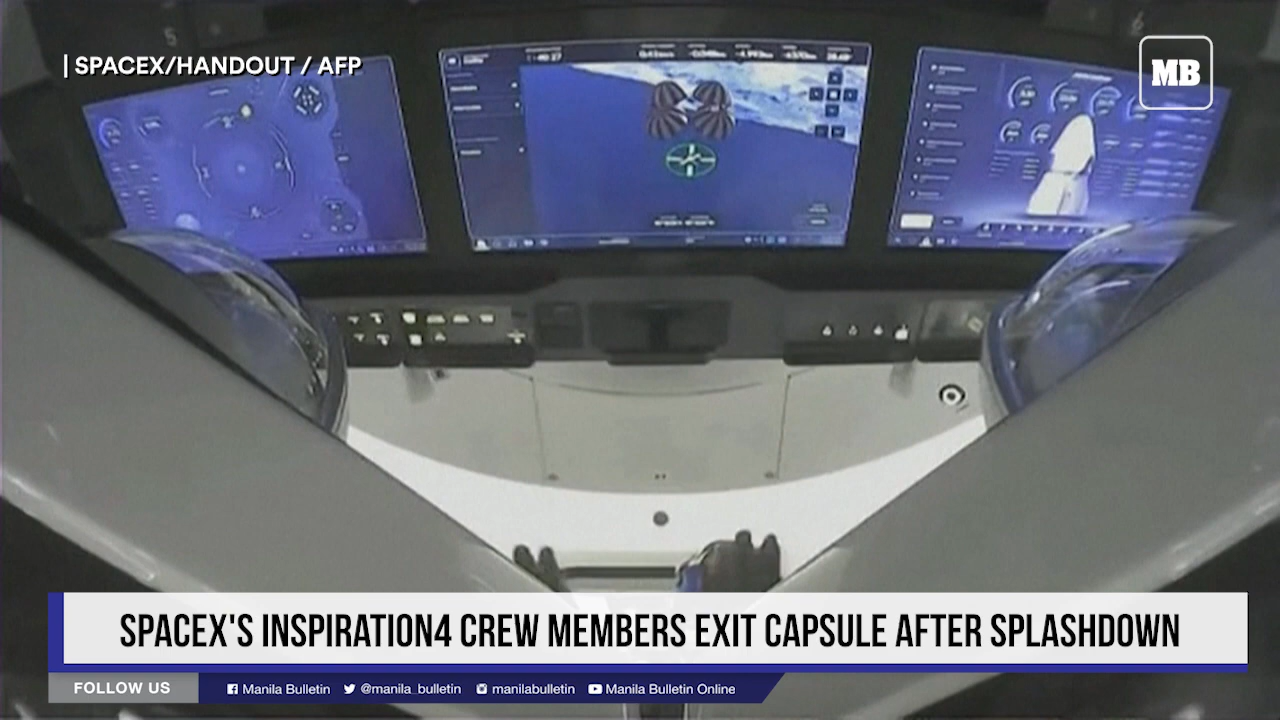 | SPACEX/HANDOUT / AFP
MB
SPACEX'S INSPIRATION4 CREW MEMBERS EXIT CAPSULE AFTER SPLASHDOWN
FOLLOW US
Manila Bulletin @manila_bulletin manilabulletin Manila Bulletin Online